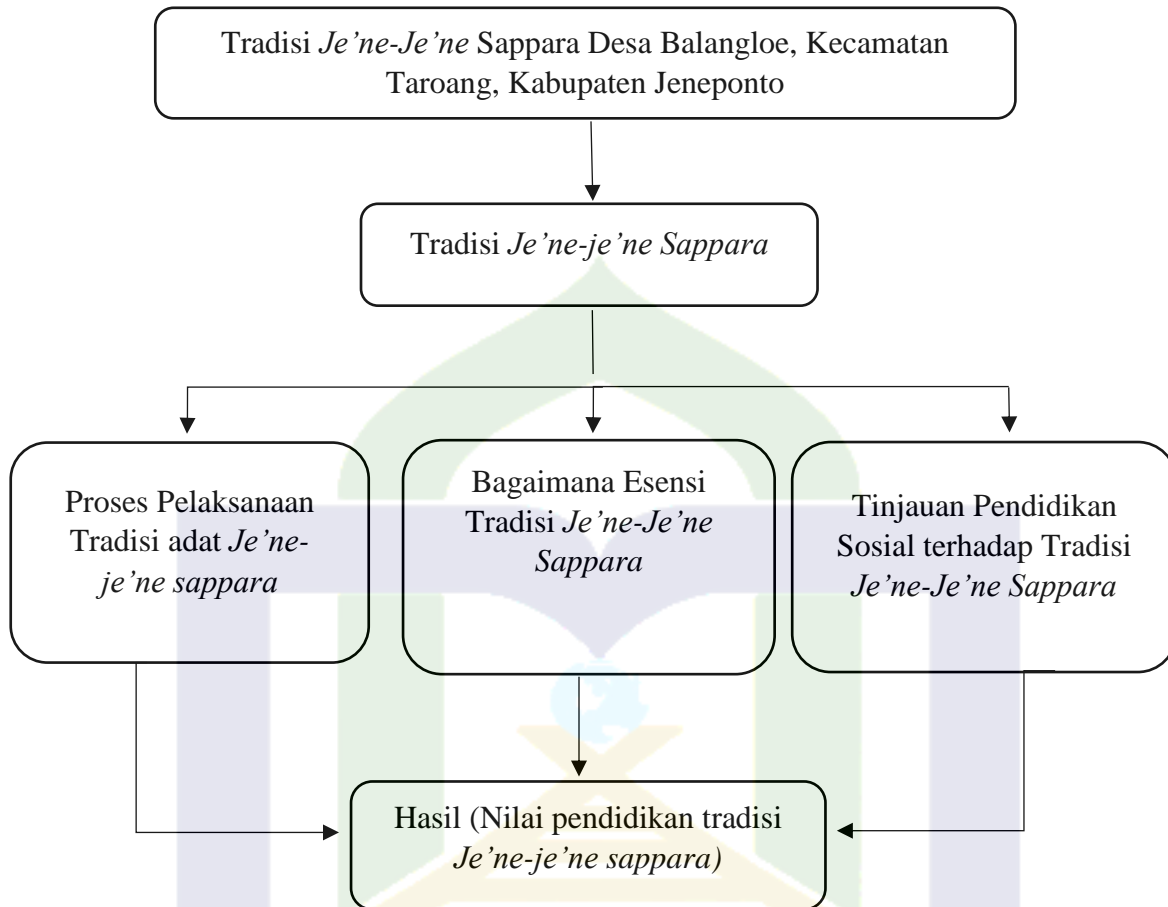 Tradisi Je’ne-Je’ne Sappara Desa Balangloe, Kecamatan
Taroang, Kabupaten Jeneponto
Tradisi Je’ne-je’ne Sappara
Proses Pelaksanaan
Tradisi adat Je’ne-
je’ne sappara
Bagaimana Esensi
Tradisi Je’ne-Je’ne
Sappara
Tinjauan Pendidikan
Sosial terhadap Tradisi
Je’ne-Je’ne Sappara
Hasil (Nilai pendidikan tradisi
Je’ne-je’ne sappara)